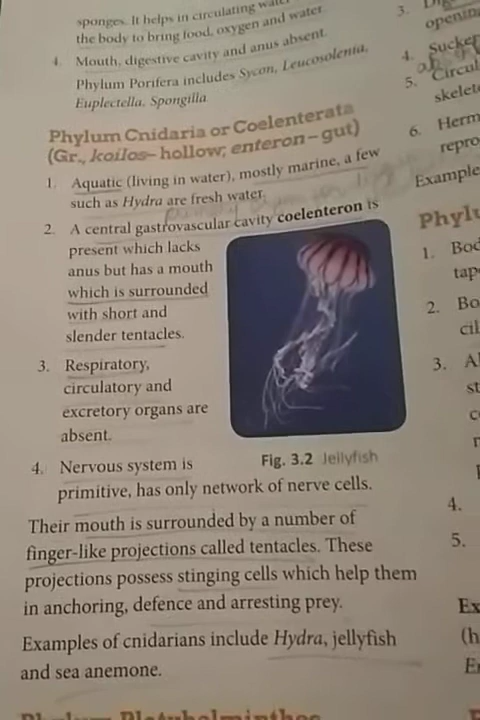 sponges. It helps in circulating water
the body to bring food, oxygen and water.
4. Mouth, digestive cavity and anus absent.
Phylum Porifera includes Sycon, Leucosolenia,
Euplectella, Spongilla
Phylum Cnidaria or Coelenterata
(Gr., koilos– hollow; enteron – gut)
1. Aquatic (living in water), mostly marine, a few
such as Hydra are fresh water.
2. A central gastrovascular cavity coelenteron is
present which lacks
anus but has a mouth
which is surrounded
with short and
slender tentacles.
3. Respiratory,
circulatory and
excretory organs are
absent.
4. Nervous system is
primitive, has only network of nerve cells.
Fig. 3.2 Jellyfish
Their mouth is surrounded by a number of
finger-like projections called tentacles. These
projections possess stinging cells which help them
in anchoring, defence and arresting prey.
Examples of cnidarians include Hydra, jellyfish
and sea anemone.
Phylum Platyhelminthes
3.
4. Sucker
5. Circul
skelet
6. Herm
repro
Example
Phylu
1. Bod
tap
2. Bo
cil
3. Al
st
4.
5.
Ex
(h